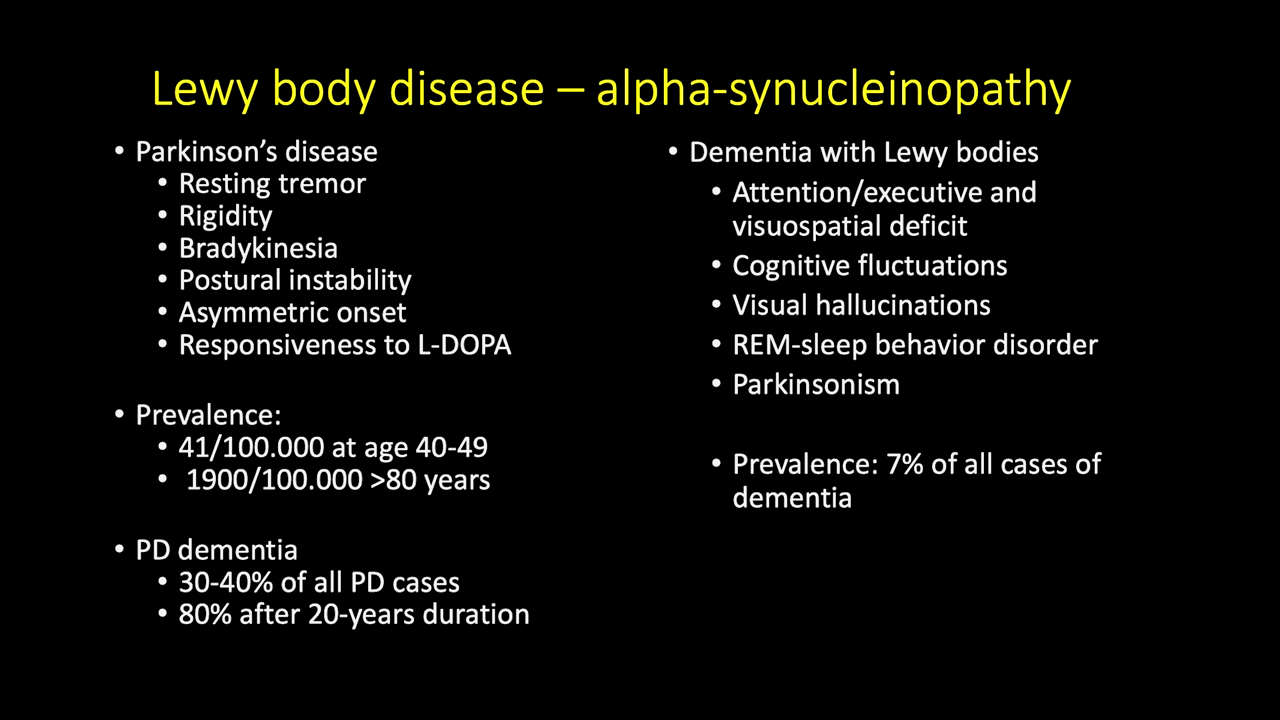 Lewy body disease – alpha-synucleinopathy
• Parkinson’s disease
• Resting tremor
• Rigidity
• Bradykinesia
• Postural instability
• Asymmetric onset
• Responsiveness to L-DOPA
• Prevalence:
• 41/100.000 at age 40-49
• 1900/100.000 >80 years
• PD dementia
• 30-40% of all PD cases
• 80% after 20-years duration
• Dementia with Lewy bodies
• Attention/executive and
visuospatial deficit
• Cognitive fluctuations
• Visual hallucinations
• REM-sleep behavior disorder
• Parkinsonism
• Prevalence: 7% of all cases of
dementia